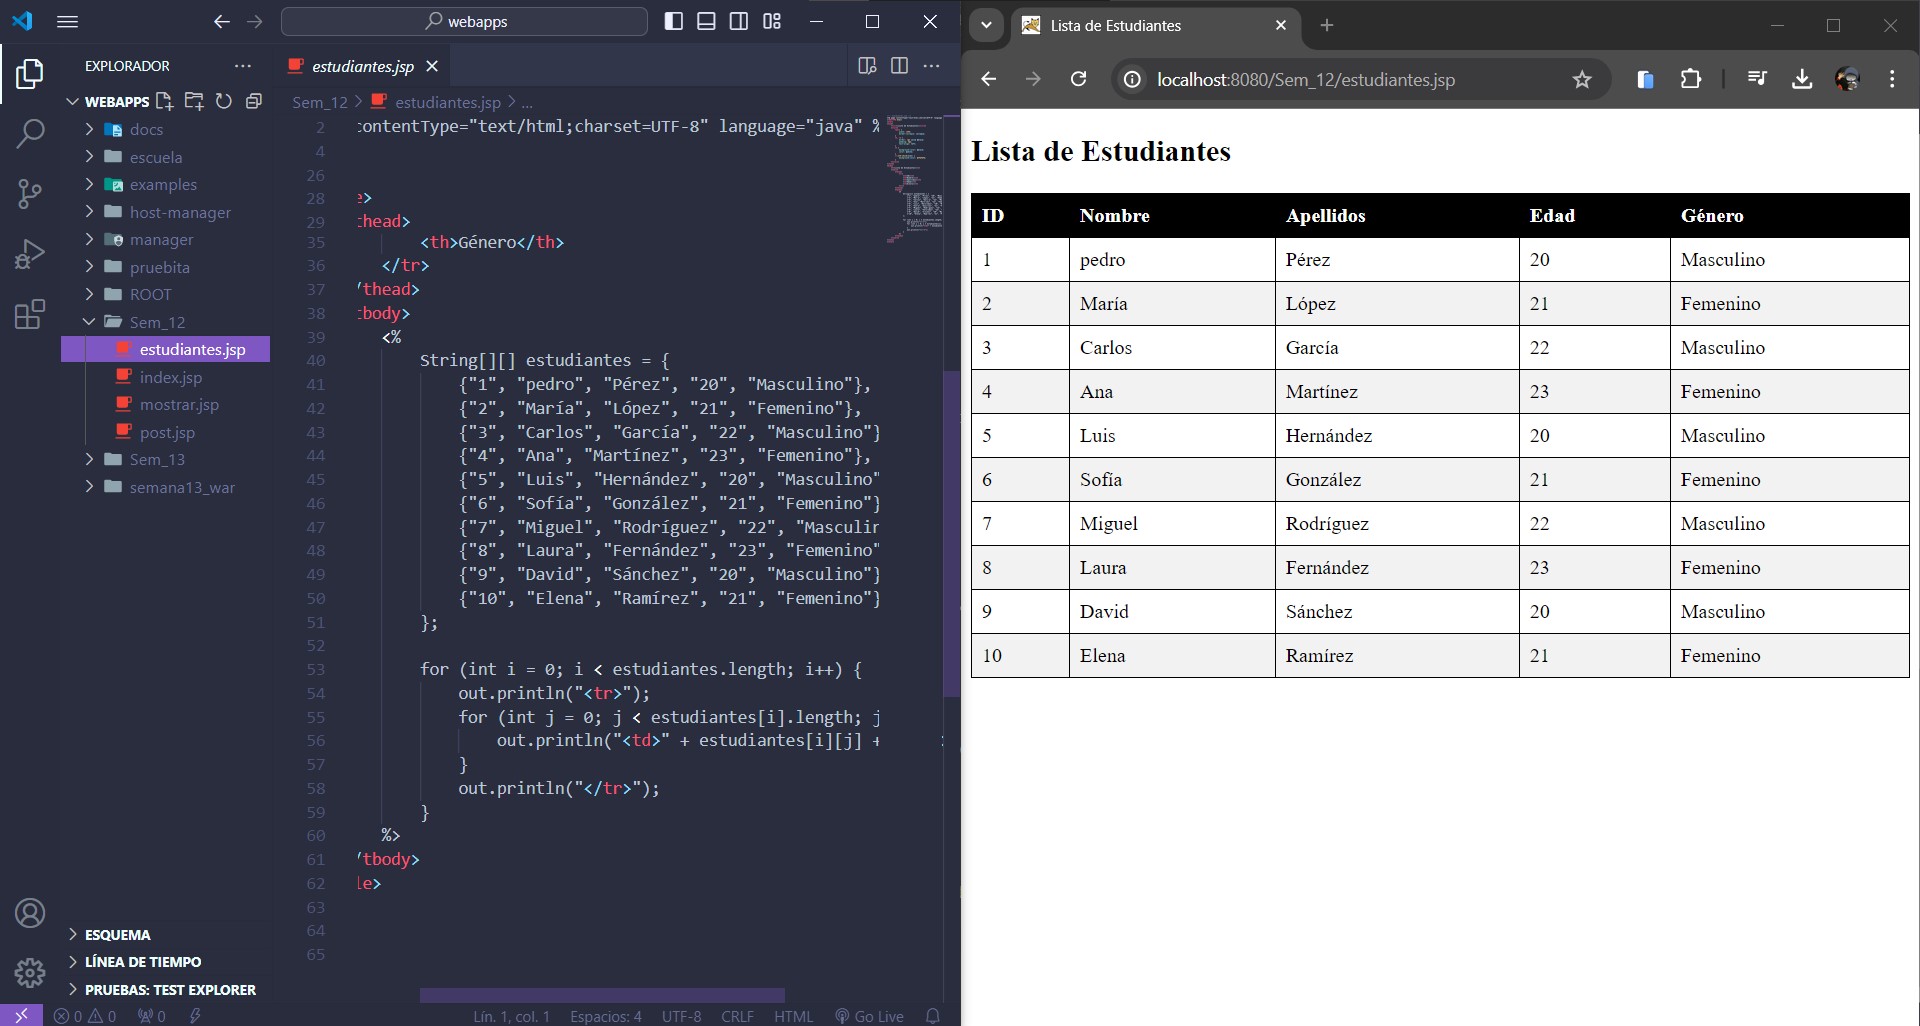 webapps
EXPLORADOR
WEBAPPS
docs
escuela
examples
host-manager
manager
pruebita
ROOT
Sem_12
estudiantes.jsp
index.jsp
mostrar.jsp
post.jsp
Sem_13
semana13_war
ESQUEMA
LÍNEA DE TIEMPO
PRUEBAS: TEST EXPLORER
estudiantes.jsp
Sem_12 > estudiantes.jsp > ...
2 contentType="text/html;charset=UTF-8" language="java" %
4
26
28 e>
29 thead>
35 <th>Género</th>
36 </tr>
37 /thead>
38 tbody>
39 <%
40 String[][] estudiantes = {
41 {"1", "pedro", "Pérez", "20", "Masculino"},
42 {"2", "María", "López", "21", "Femenino"},
43 {"3", "Carlos", "García", "22", "Masculino"}
44 {"4", "Ana", "Martínez", "23", "Femenino"},
45 {"5", "Luis", "Hernández", "20", "Masculino"
46 {"6", "Sofía", "González", "21", "Femenino"}
47 {"7", "Miguel", "Rodríguez", "22", "Masculin
48 {"8", "Laura", "Fernández", "23", "Femenino"
49 {"9", "David", "Sánchez", "20", "Masculino"}
50 {"10", "Elena", "Ramírez", "21", "Femenino"}
51 };
52
53 for (int i = 0; i < estudiantes.length; i++) {
54 out.println("<tr>");
55 for (int j = 0; j < estudiantes[i].length; j
56 out.println("<td>" + estudiantes[i][j] +
57 }
58 out.println("</tr>");
59 }
60 %>
61 /tbody>
62 le>
63
64
65
0 0 0 Lín. 1, col. 1 Espacios: 4 UTF-8 CRLF HTML Go Live
Lista de Estudiantes
localhost:8080/Sem_12/estudiantes.jsp
Lista de Estudiantes
ID Nombre Apellidos Edad Género
1 pedro Pérez 20 Masculino
2 María López 21 Femenino
3 Carlos García 22 Masculino
4 Ana Martínez 23 Femenino
5 Luis Hernández 20 Masculino
6 Sofía González 21 Femenino
7 Miguel Rodríguez 22 Masculino
8 Laura Fernández 23 Femenino
9 David Sánchez 20 Masculino
10 Elena Ramírez 21 Femenino